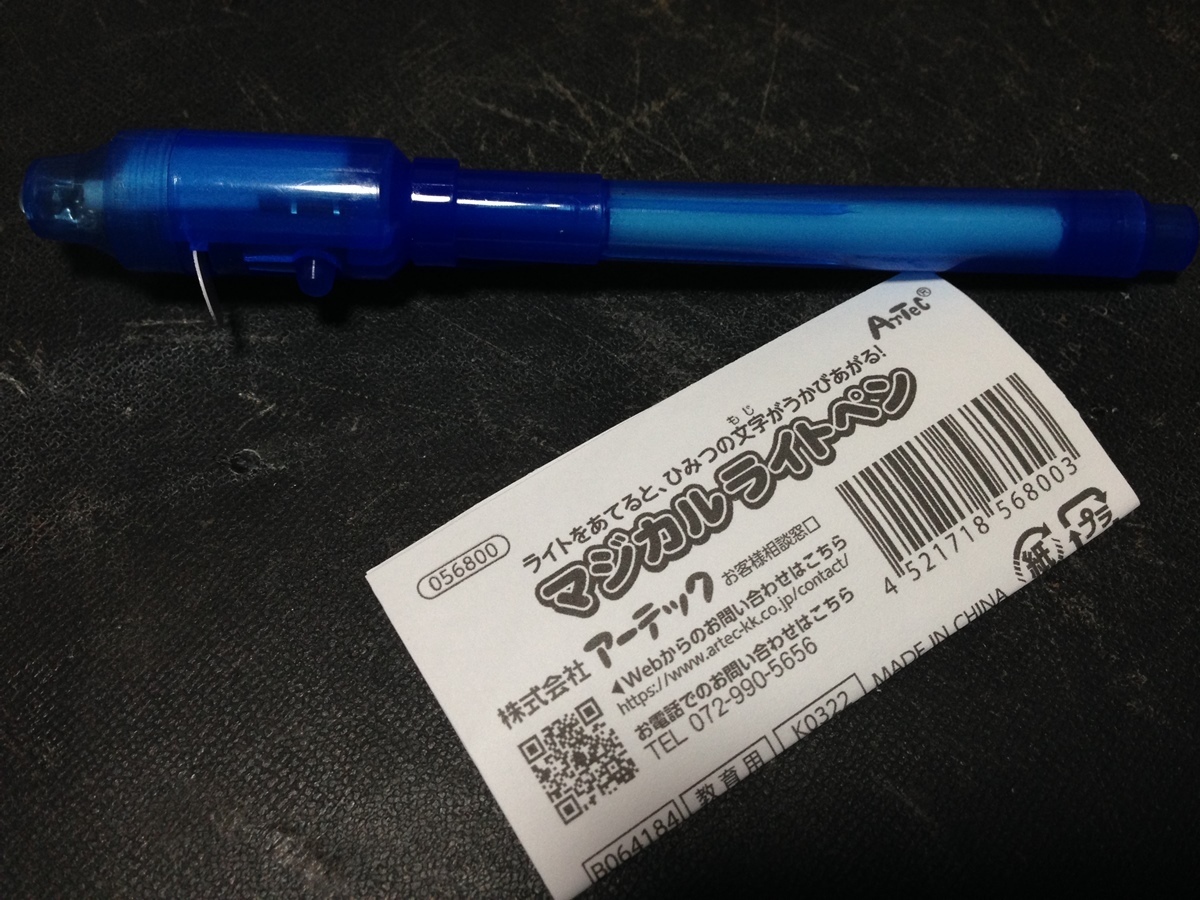 ArTeC®
056800
ライトをあてると、ひみつの文字がうかびあがる!
もじ
マジカルライトペン
4 521718 568003
株式会社 アーテック お客様相談窓口
◀Webからのお問い合わせはこちら
https://www.artec-kk.co.jp/contact/
お電話でのお問い合わせはこちら
TEL 072-990-5656
紙 プラ
B064184 教育用 K0322 MADE IN CHINA